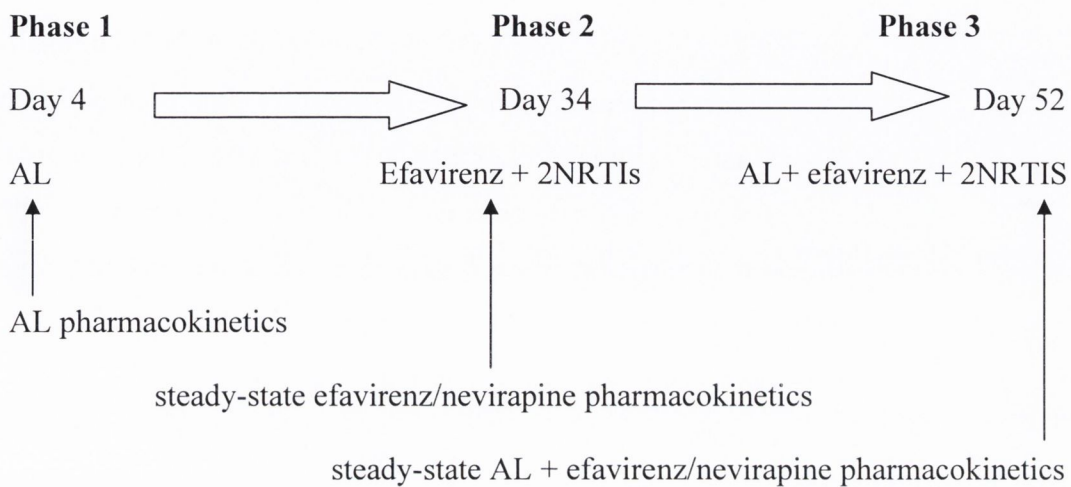 Phase 1 Phase 2 Phase 3
Day 4 Day 34 Day 52
AL Efavirenz + 2NRTIs AL+ efavirenz + 2NRTIS
AL pharmacokinetics
steady-state efavirenz/nevirapine pharmacokinetics
steady-state AL + efavirenz/nevirapine pharmacokinetics